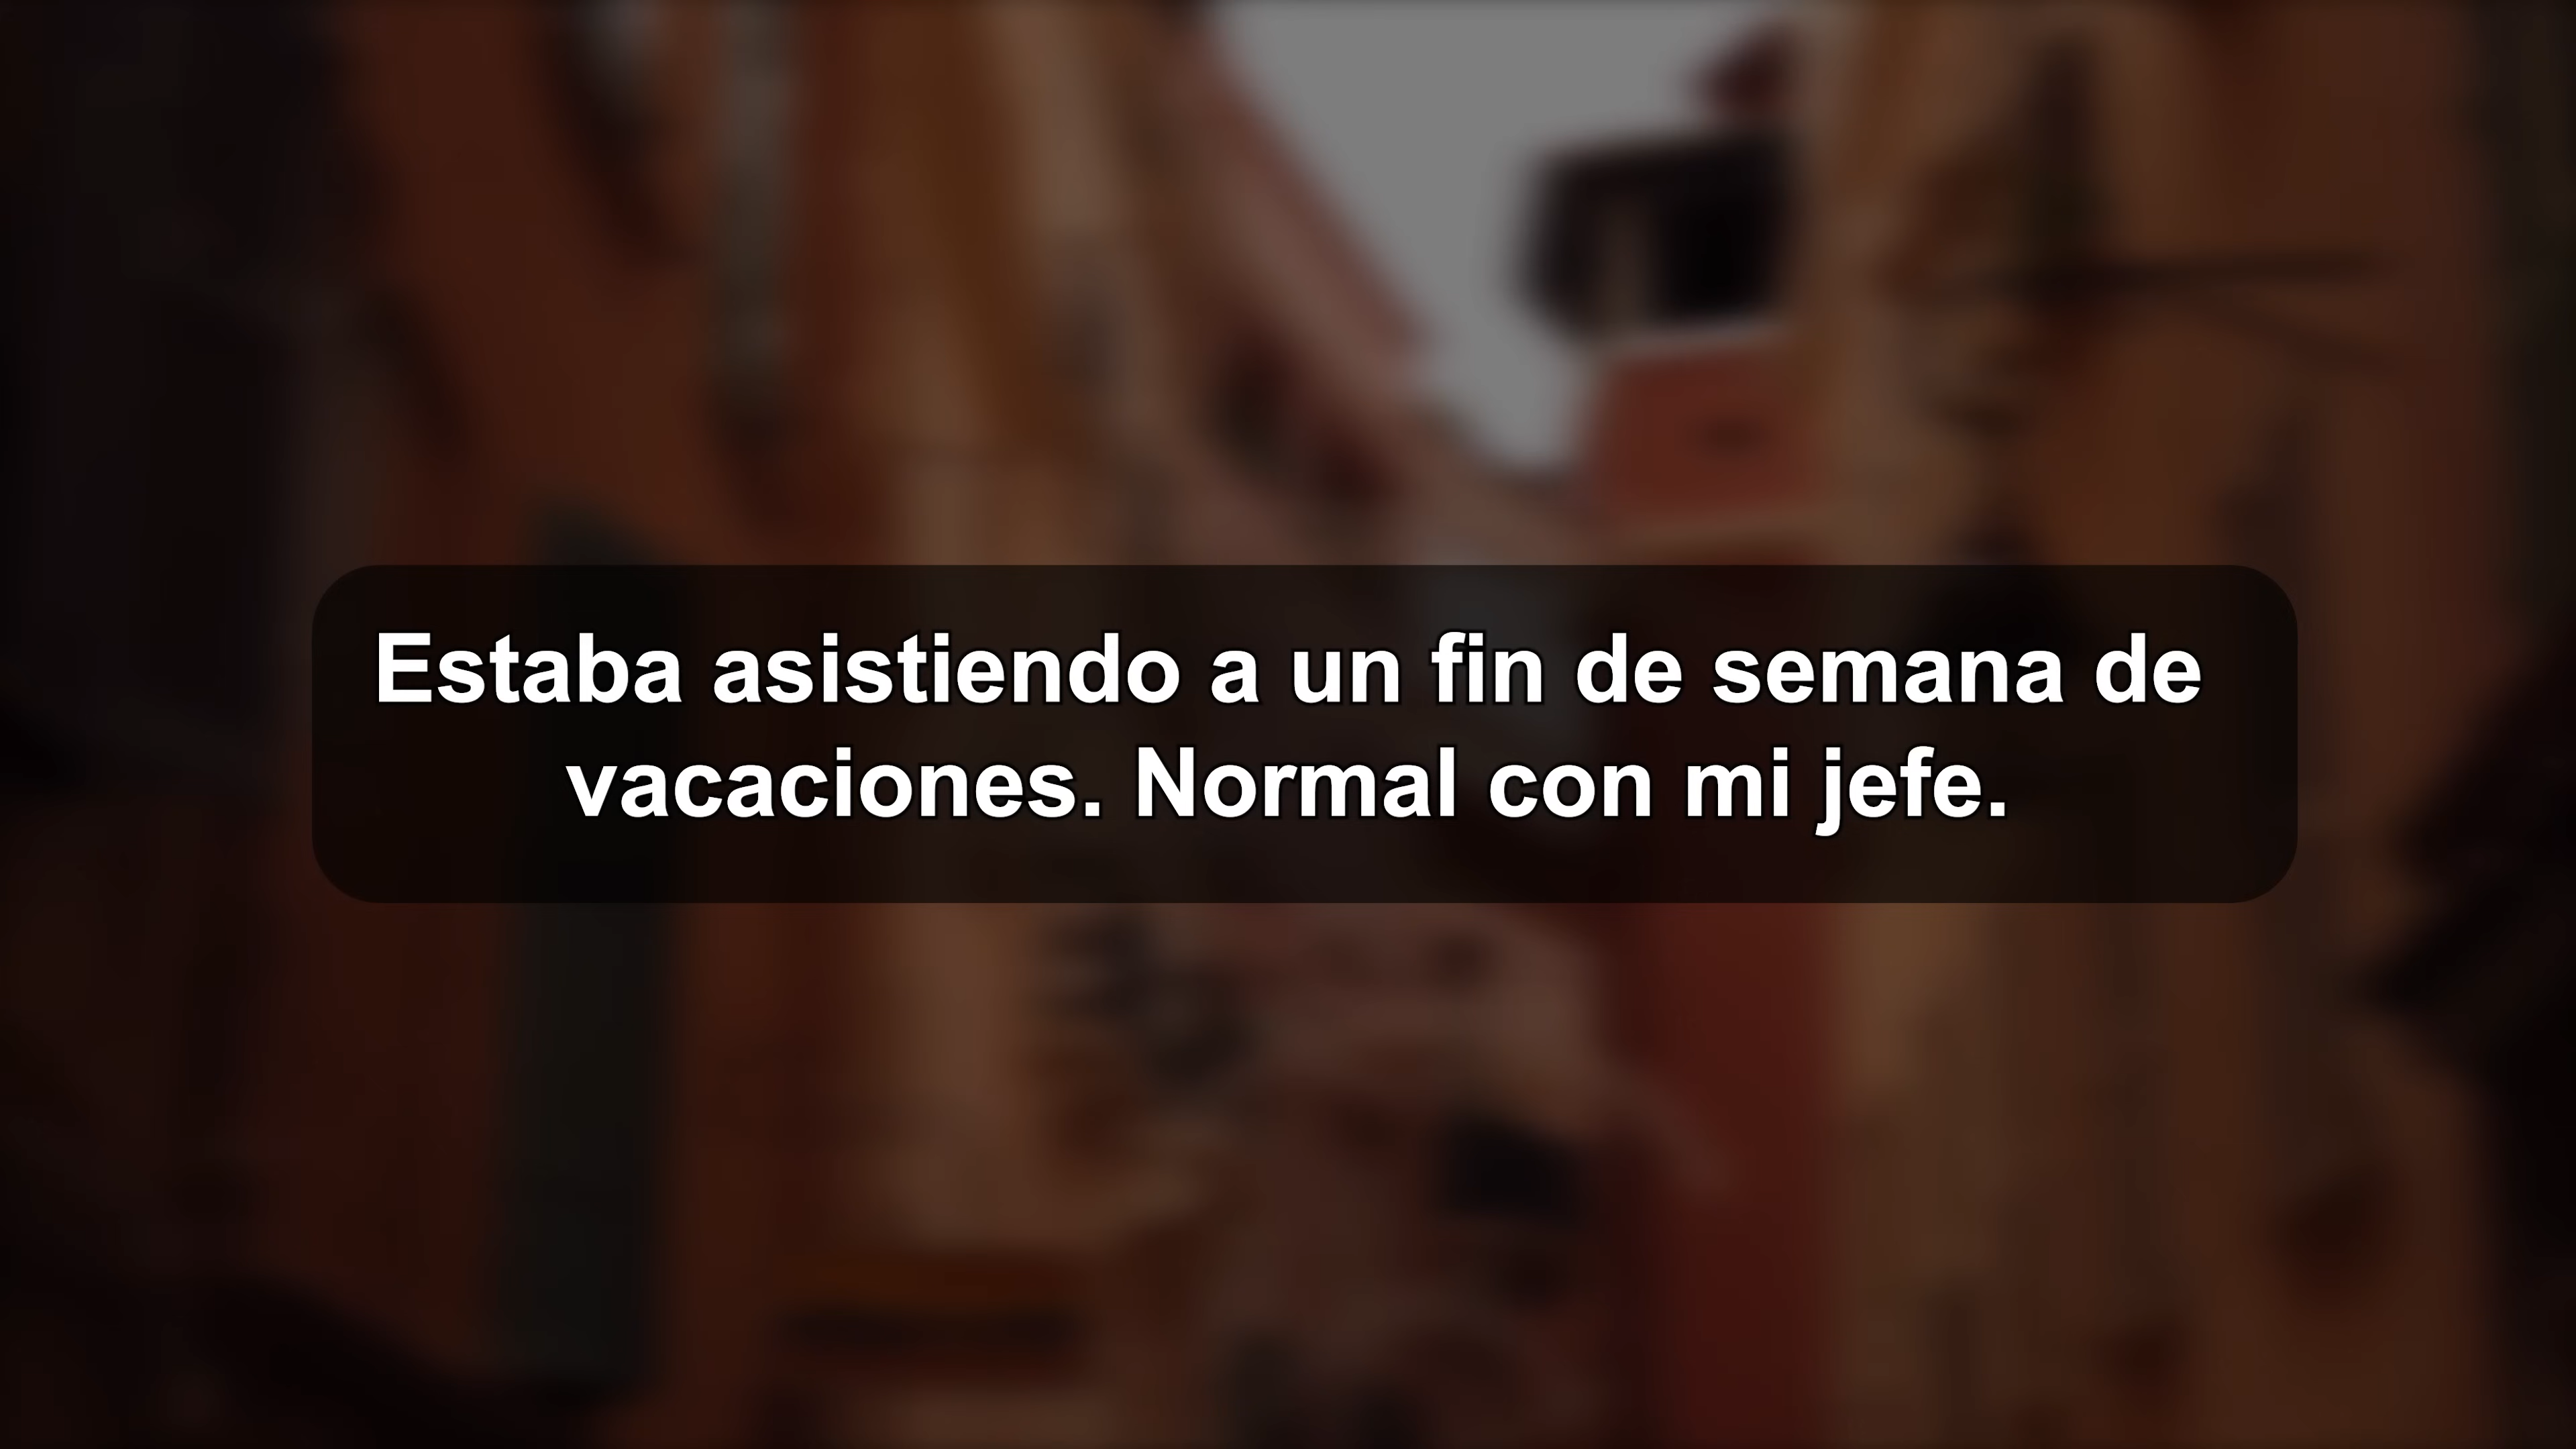 Estaba asistiendo a un fin de semana de
vacaciones. Normal con mi jefe.